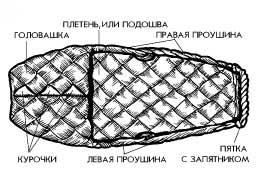 ПЛЕТЕНЬ, ИЛИ ПОДОШВА
ГОЛОВАШКА
ПРАВАЯ ПРОУШИНА
КУРОЧКИ
ЛЕВАЯ ПРОУШИНА
ПЯТКА
С ЗАПЯТНИКОМ